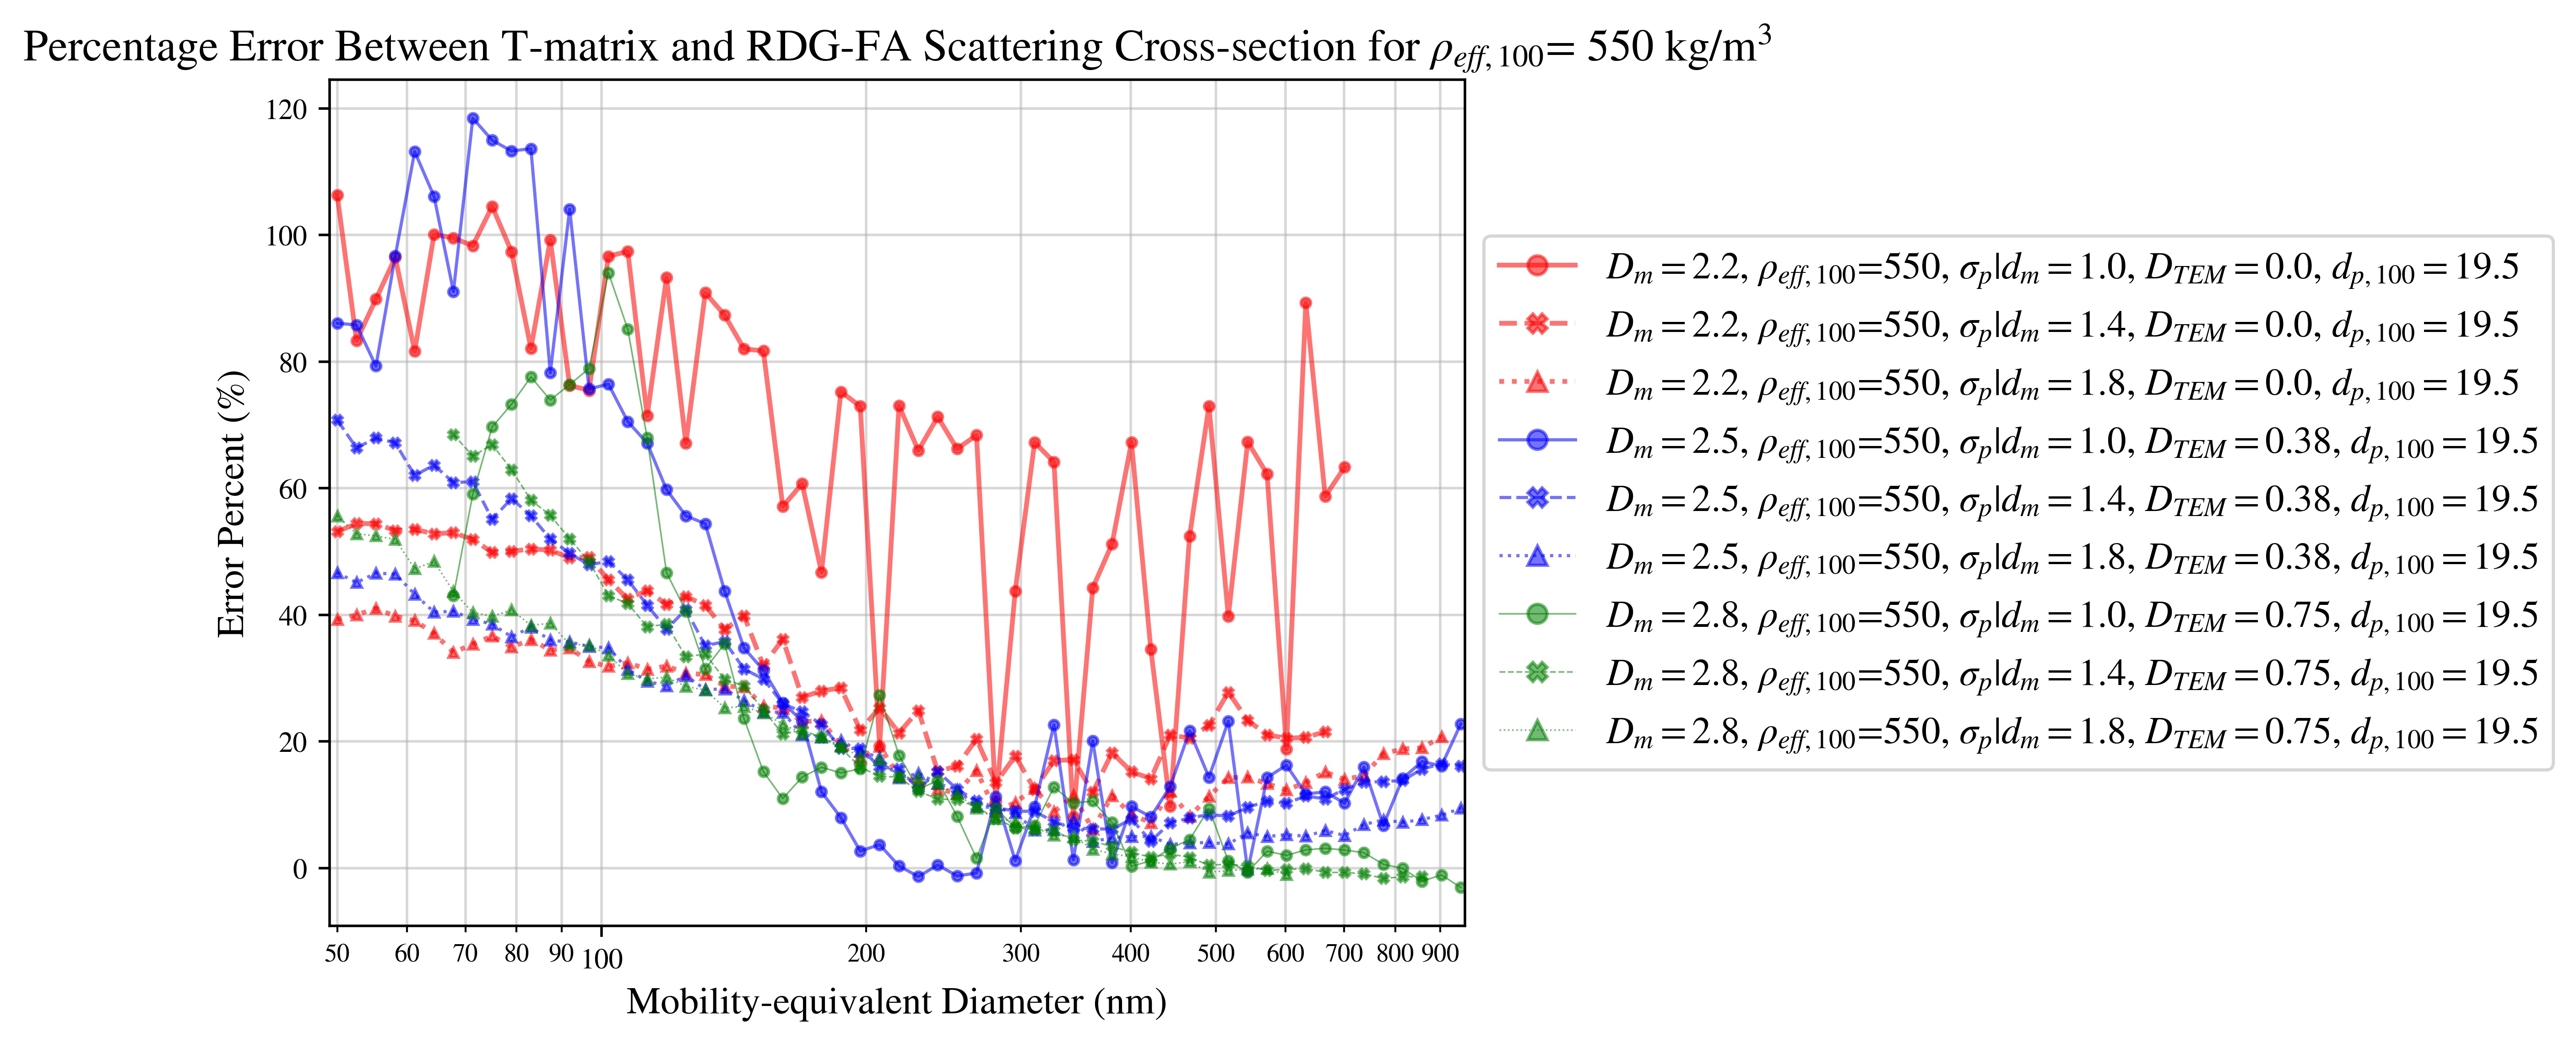 Percentage Error Between T-matrix and RDG-FA Scattering Cross-section for ρeff,100= 550 kg/m³
Error Percent (%)
120
100
80
60
40
20
0
50 60 70 80 90 100 200 300 400 500 600 700 800 900
Mobility-equivalent Diameter (nm)
Dm = 2.2, ρeff,100=550, σp|dm = 1.0, DTEM = 0.0, dp,100 = 19.5
Dm = 2.2, ρeff,100=550, σp|dm = 1.4, DTEM = 0.0, dp,100 = 19.5
Dm = 2.2, ρeff,100=550, σp|dm = 1.8, DTEM = 0.0, dp,100 = 19.5
Dm = 2.5, ρeff,100=550, σp|dm = 1.0, DTEM = 0.38, dp,100 = 19.5
Dm = 2.5, ρeff,100=550, σp|dm = 1.4, DTEM = 0.38, dp,100 = 19.5
Dm = 2.5, ρeff,100=550, σp|dm = 1.8, DTEM = 0.38, dp,100 = 19.5
Dm = 2.8, ρeff,100=550, σp|dm = 1.0, DTEM = 0.75, dp,100 = 19.5
Dm = 2.8, ρeff,100=550, σp|dm = 1.4, DTEM = 0.75, dp,100 = 19.5
Dm = 2.8, ρeff,100=550, σp|dm = 1.8, DTEM = 0.75, dp,100 = 19.5